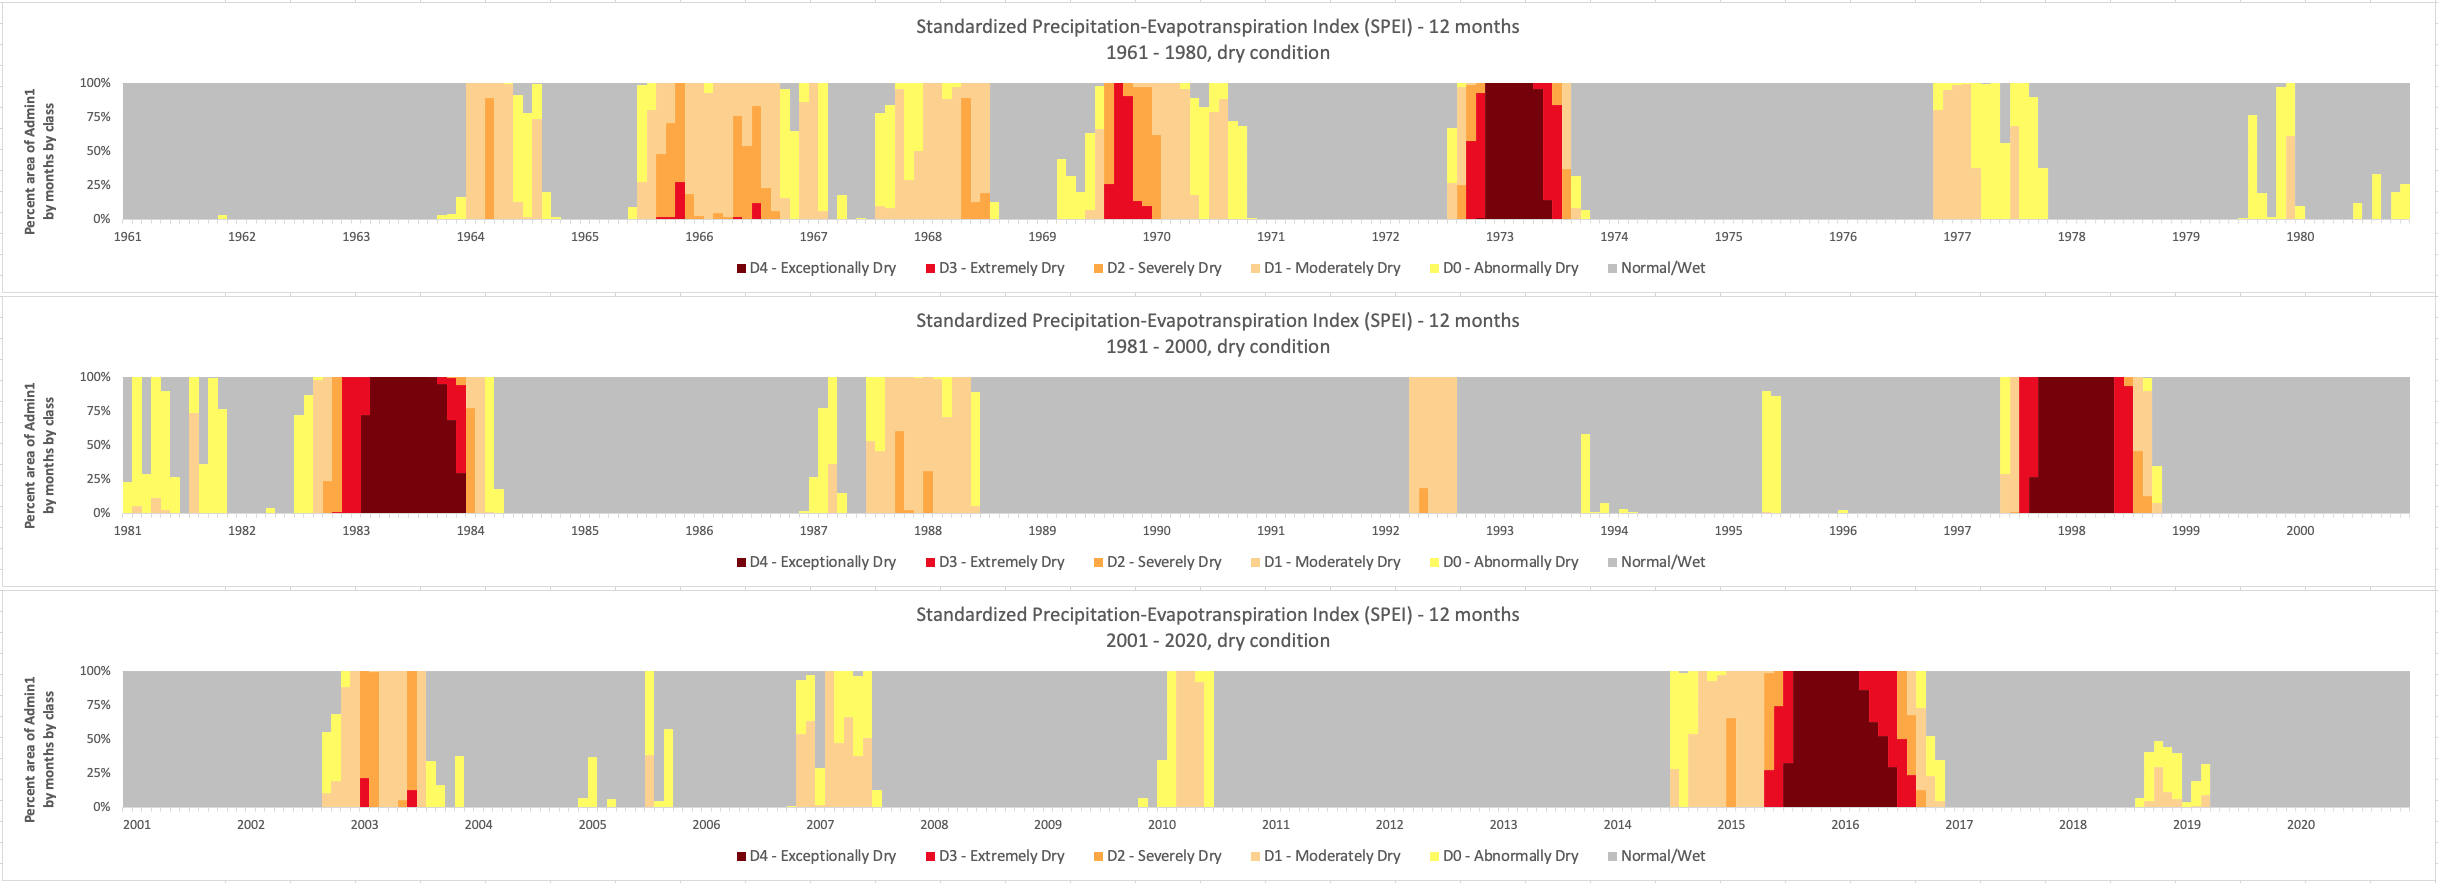 Standardized Precipitation-Evapotranspiration Index (SPEI) - 12 months
1961 - 1980, dry condition
Percent area of Admin1
by months by class
100%
75%
50%
25%
0%
1961 1962 1963 1964 1965 1966 1967 1968 1969 1970 1971 1972 1973 1974 1975 1976 1977 1978 1979 1980
D4 - Exceptionally Dry D3 - Extremely Dry D2 - Severely Dry D1 - Moderately Dry D0 - Abnormally Dry Normal/Wet
Standardized Precipitation-Evapotranspiration Index (SPEI) - 12 months
1981 - 2000, dry condition
Percent area of Admin1
by months by class
100%
75%
50%
25%
0%
1981 1982 1983 1984 1985 1986 1987 1988 1989 1990 1991 1992 1993 1994 1995 1996 1997 1998 1999 2000
D4 - Exceptionally Dry D3 - Extremely Dry D2 - Severely Dry D1 - Moderately Dry D0 - Abnormally Dry Normal/Wet
Standardized Precipitation-Evapotranspiration Index (SPEI) - 12 months
2001 - 2020, dry condition
Percent area of Admin1
by months by class
100%
75%
50%
25%
0%
2001 2002 2003 2004 2005 2006 2007 2008 2009 2010 2011 2012 2013 2014 2015 2016 2017 2018 2019 2020
D4 - Exceptionally Dry D3 - Extremely Dry D2 - Severely Dry D1 - Moderately Dry D0 - Abnormally Dry Normal/Wet